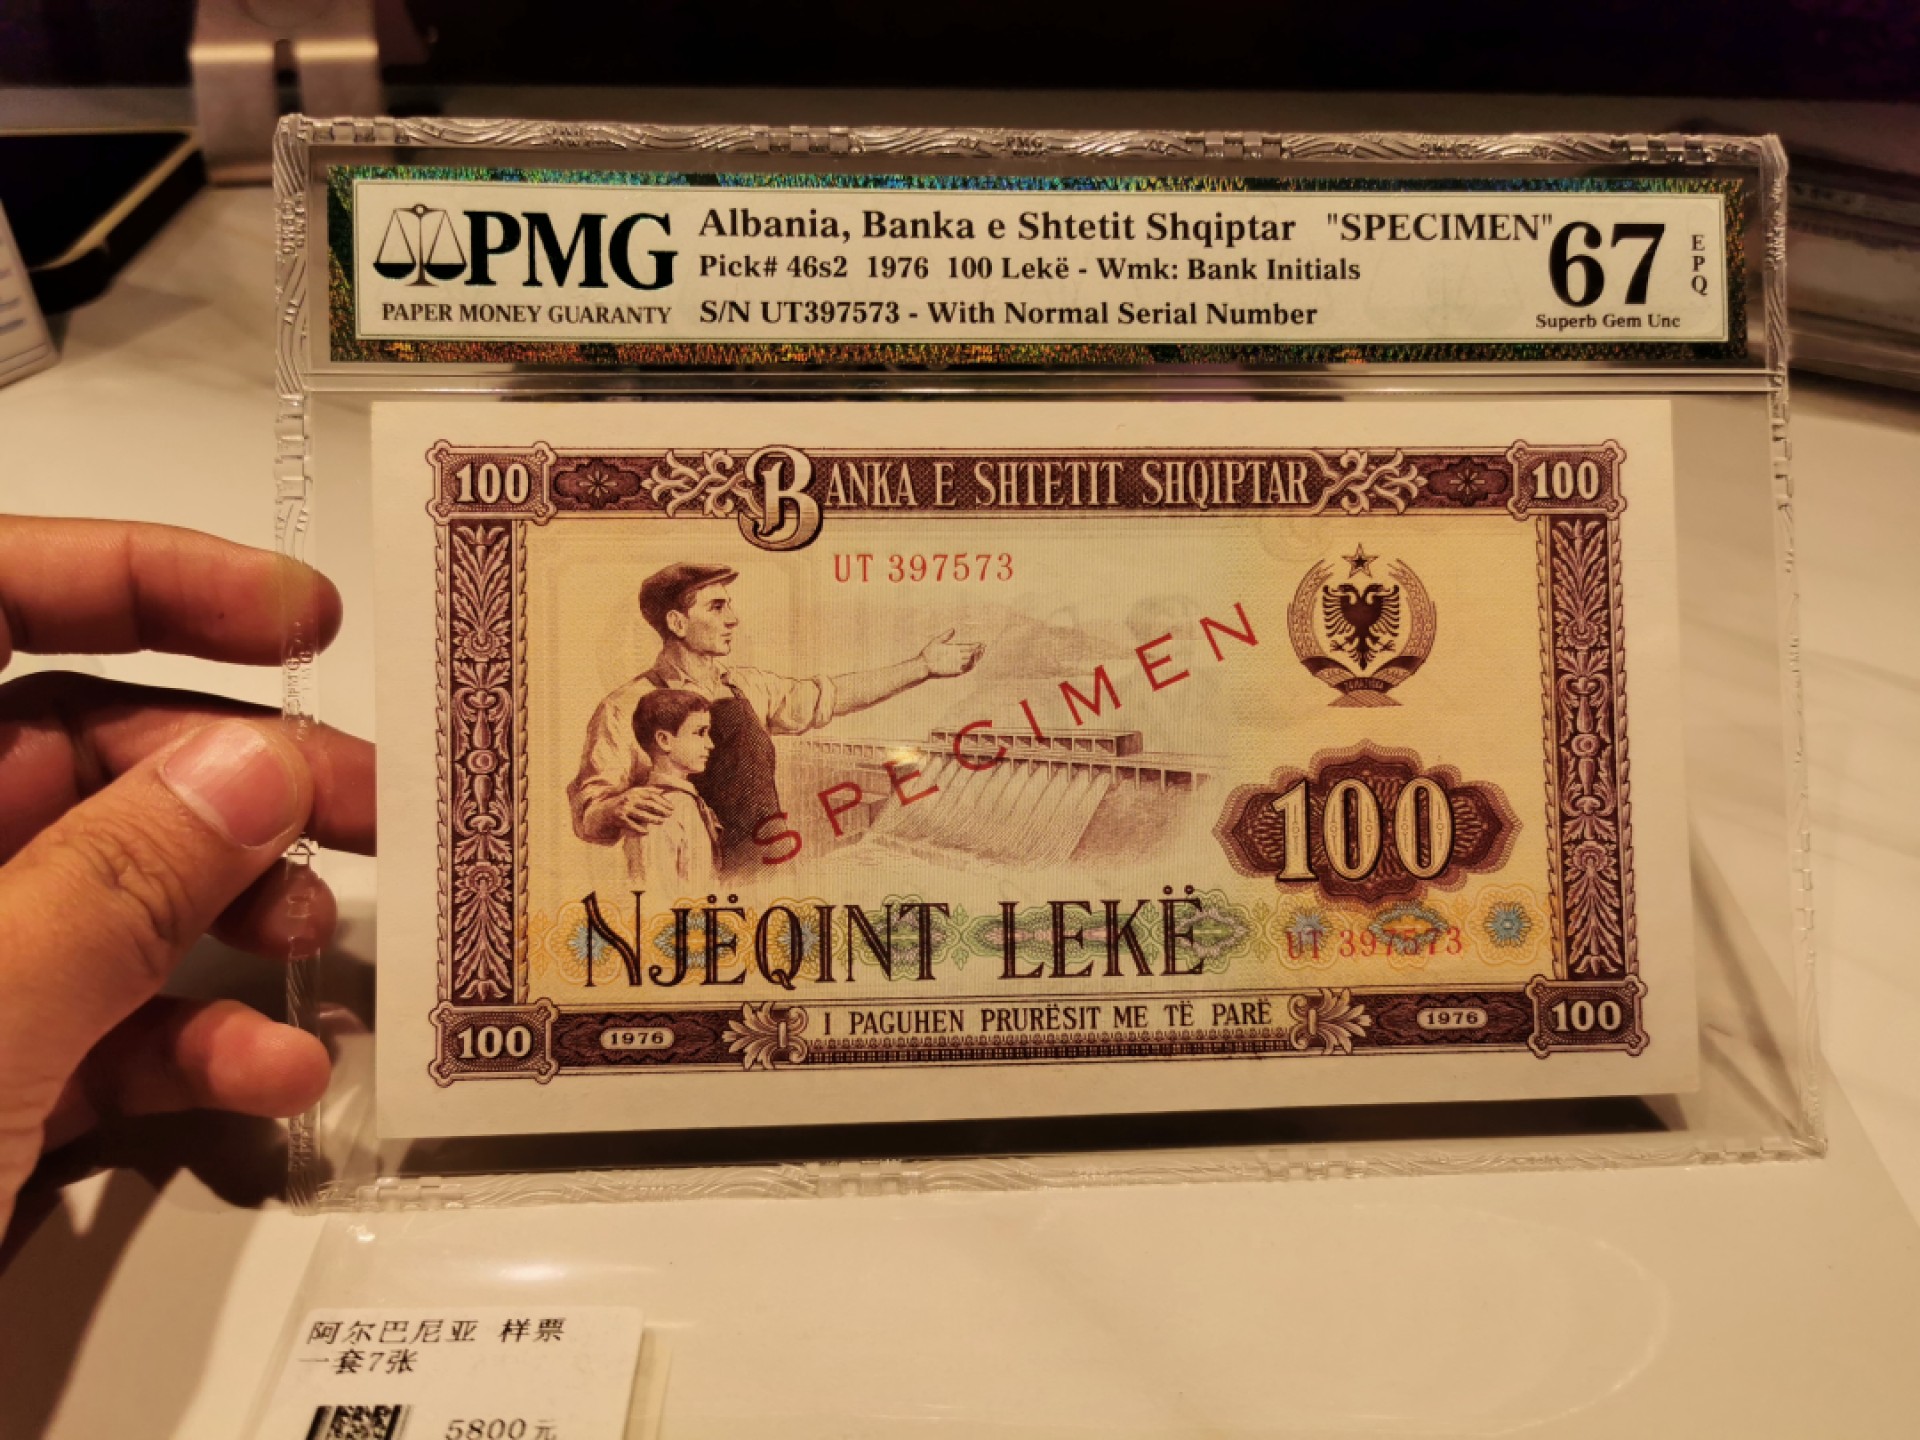 PMG
PAPER MONEY GUARANTY
Albania, Banka e Shtetit Shqiptar "SPECIMEN"
Pick# 46s2 1976 100 Lekë - Wmk: Bank Initials
S/N UT397573 - With Normal Serial Number
67
EPQ
Superb Gem Unc
100
BANKA E SHTETIT SHQIPTAR
100
UT 397573
SPECIMEN
100
NJËQINT LEKË
UT 397573
100
1976
I PAGUHEN PRURËSIT ME TË PARË
1976
100
阿尔巴尼亚 样票
一套7张
5800元